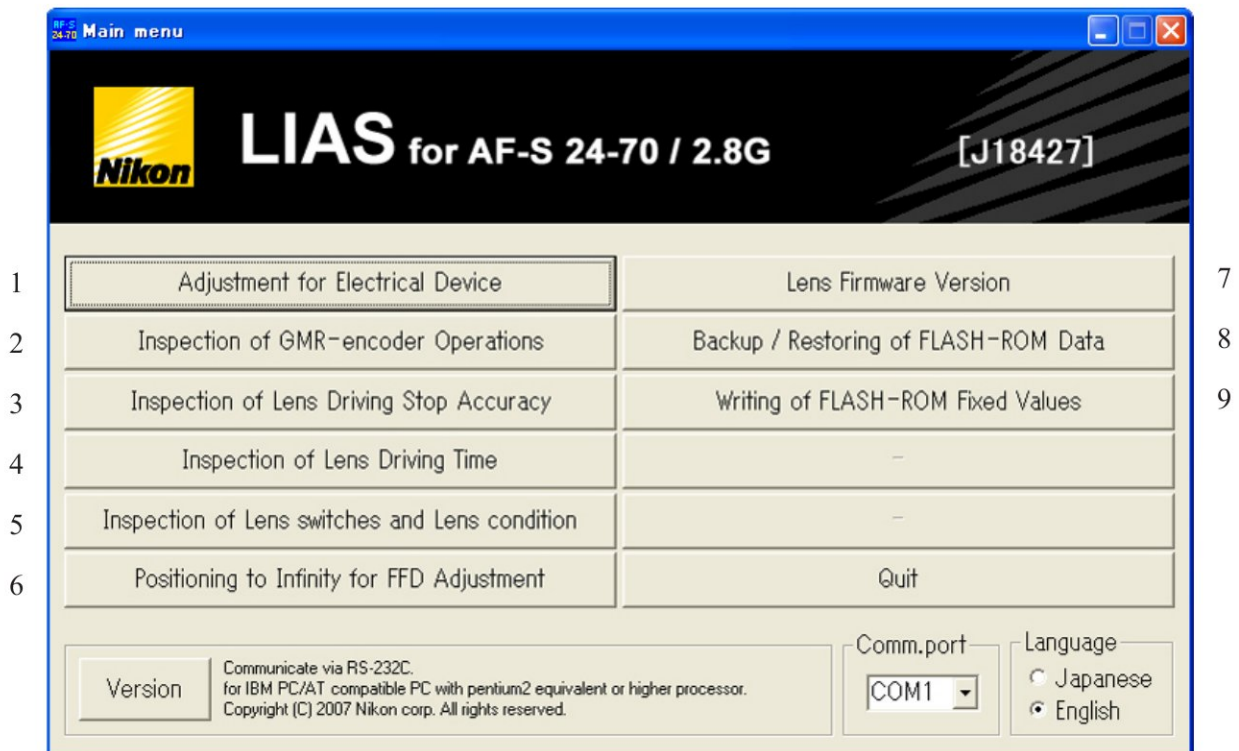 AF-S
24-70 Main menu
Nikon
LIAS for AF-S 24-70 / 2.8G [J18427]
1 Adjustment for Electrical Device Lens Firmware Version 7
2 Inspection of GMR-encoder Operations Backup / Restoring of FLASH-ROM Data 8
3 Inspection of Lens Driving Stop Accuracy Writing of FLASH-ROM Fixed Values 9
4 Inspection of Lens Driving Time -
5 Inspection of Lens switches and Lens condition -
6 Positioning to Infinity for FFD Adjustment Quit
Version
Communicate via RS-232C.
for IBM PC/AT compatible PC with pentium2 equivalent or higher processor.
Copyright (C) 2007 Nikon corp. All rights reserved.
Comm.port
COM1
Language
Japanese
English